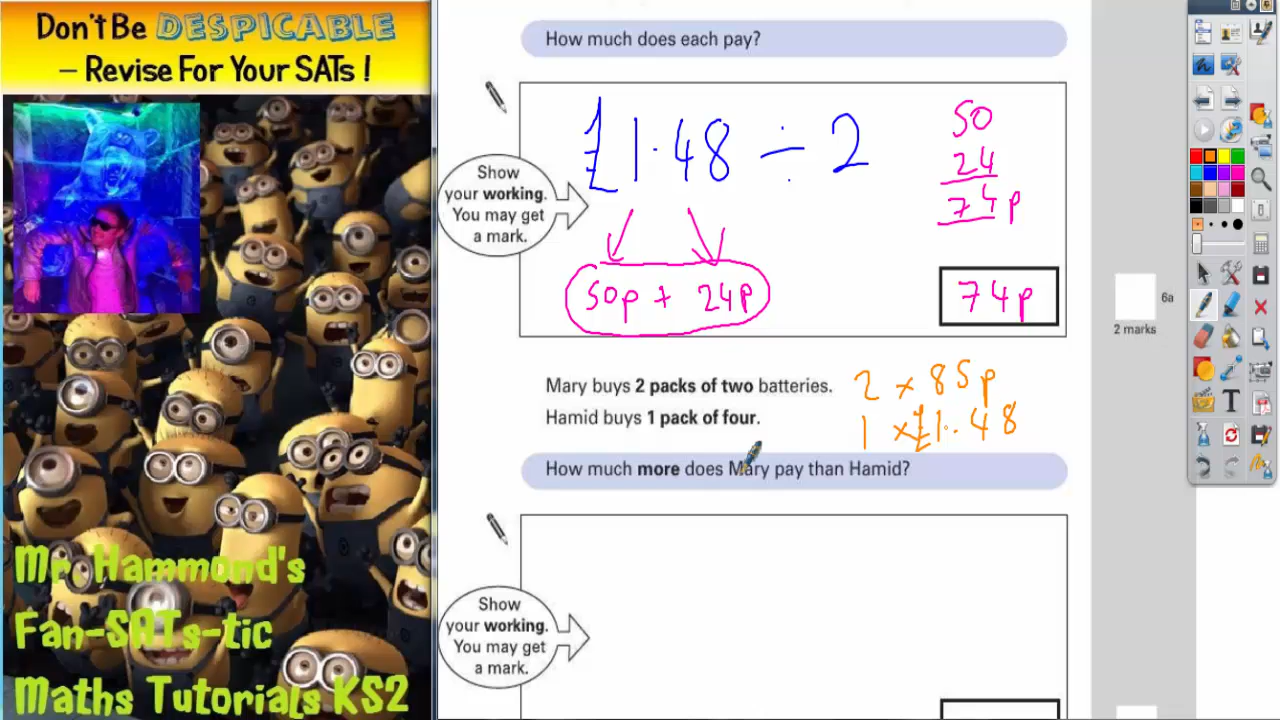 Don't Be DESPICABLE
– Revise For Your SATs !
Mr. Hammond's
Fan-SATs-tic
Maths Tutorials KS2
How much does each pay?
Show
your working.
You may get
a mark.
£1.48 ÷ 2
50p + 24p
50
24
74p
74p
6a
2 marks
Mary buys 2 packs of two batteries.
2 × 85p
Hamid buys 1 pack of four.
1 × £1.48
How much more does Mary pay than Hamid?
Show
your working.
You may get
a mark.
T